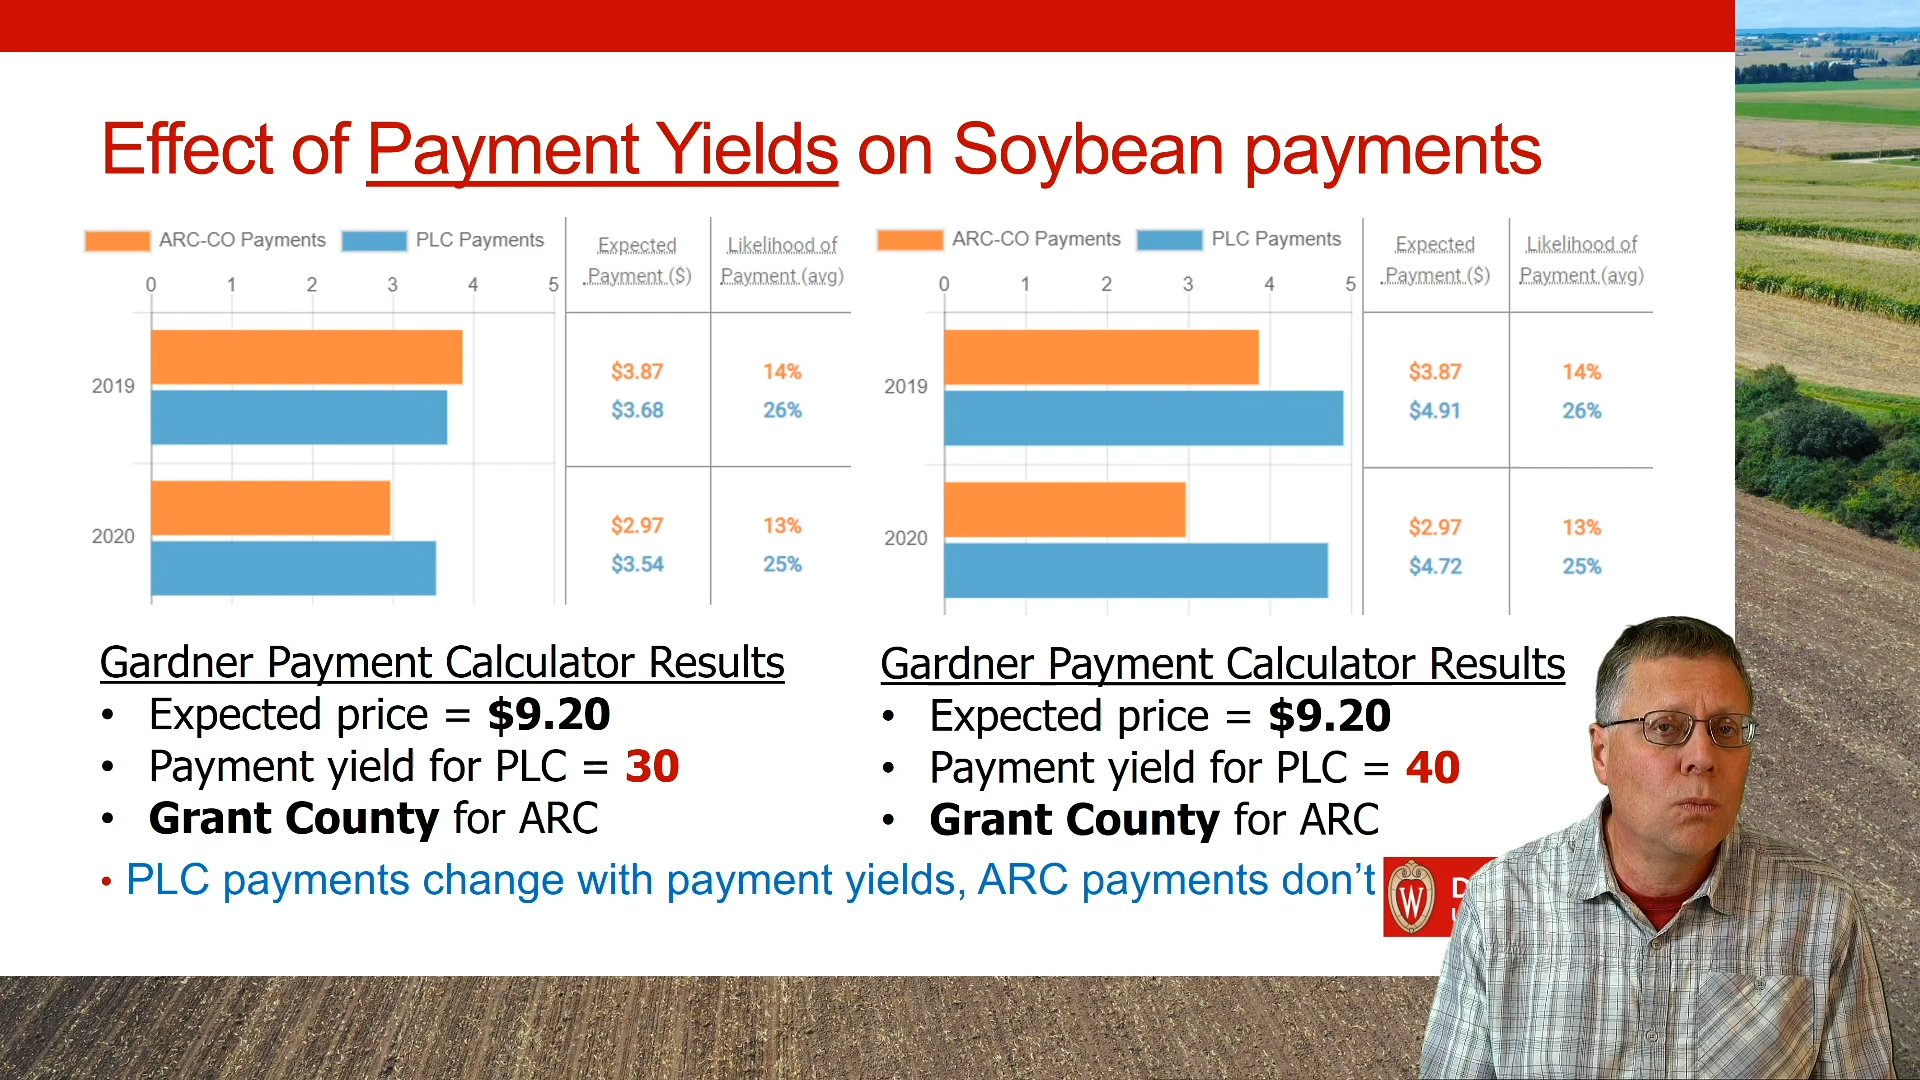 Effect of Payment Yields on Soybean payments
ARC-CO Payments PLC Payments
Expected Payment ($)
Likelihood of Payment (avg)
0 1 2 3 4 5
2019
$3.87 14%
$3.68 26%
2020
$2.97 13%
$3.54 25%
ARC-CO Payments PLC Payments
Expected Payment ($)
Likelihood of Payment (avg)
0 1 2 3 4 5
2019
$3.87 14%
$4.91 26%
2020
$2.97 13%
$4.72 25%
Gardner Payment Calculator Results
• Expected price = $9.20
• Payment yield for PLC = 30
• Grant County for ARC
Gardner Payment Calculator Results
• Expected price = $9.20
• Payment yield for PLC = 40
• Grant County for ARC
• PLC payments change with payment yields, ARC payments don’t
W